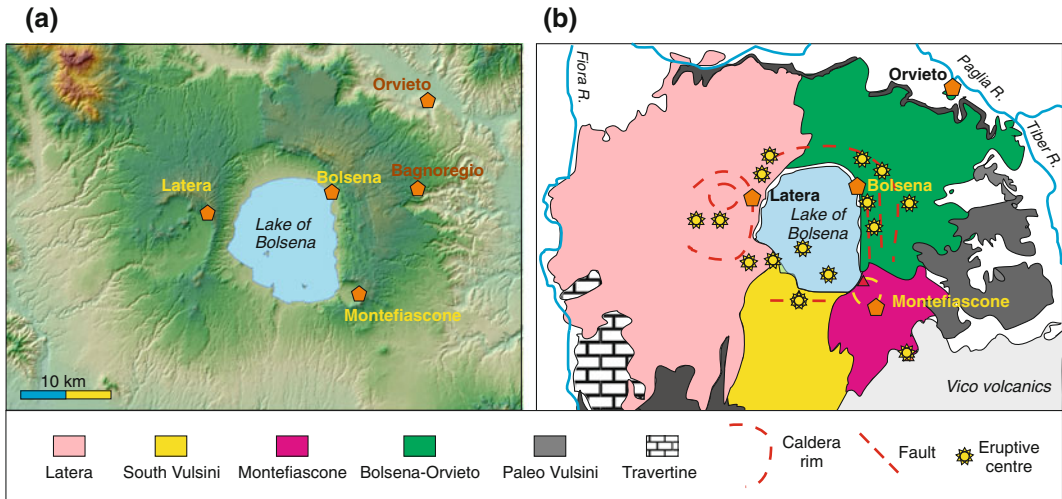 (a)
Orvieto
Bolsena
Bagnoregio
Latera
Lake of
Bolsena
Montefiascone
10 km
(b)
Fiora R.
Paglia R.
Orvieto
Tiber R.
Bolsena
Latera
Lake of
Bolsena
Montefiascone
Vico volcanics
Latera
South Vulsini
Montefiascone
Bolsena-Orvieto
Paleo Vulsini
Travertine
Caldera
rim
Fault
Eruptive
centre